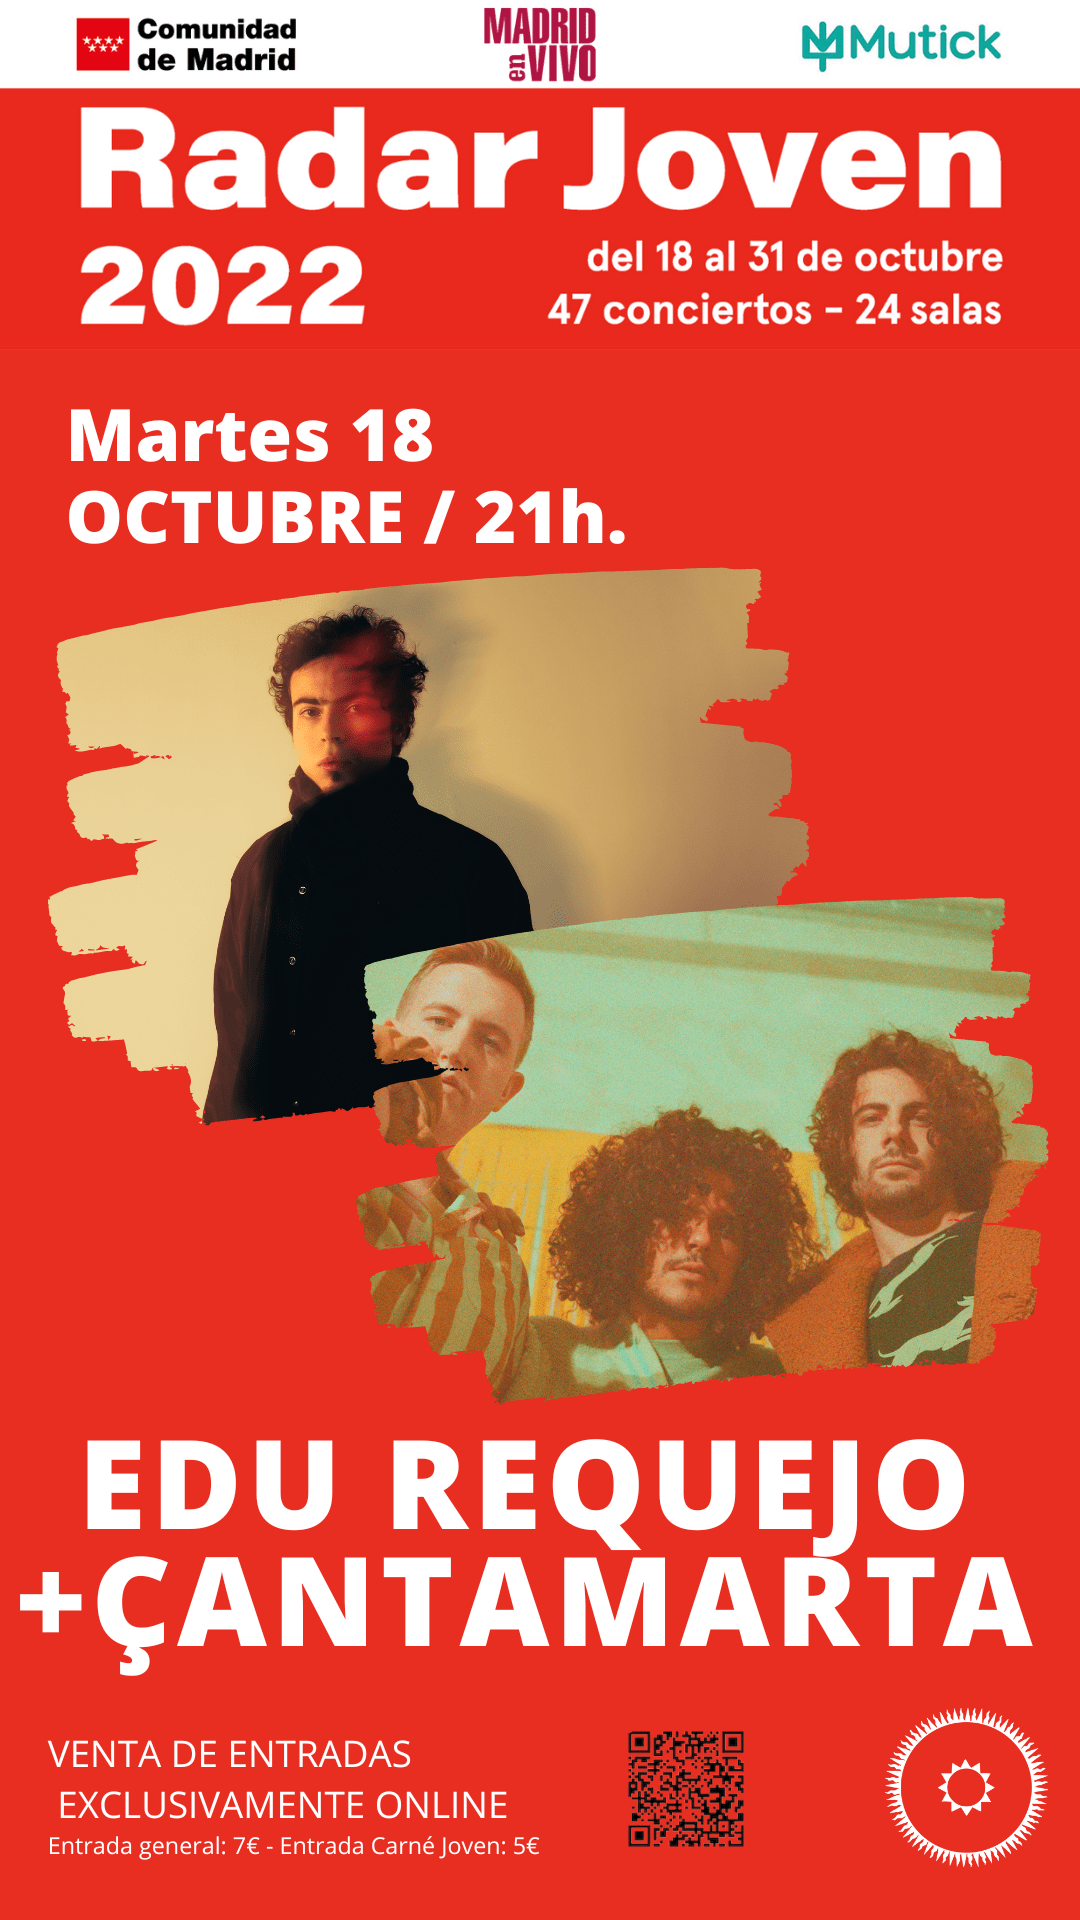 Comunidad
de Madrid
MADRID
en VIVO
Mutick
Radar Joven
2022
del 18 al 31 de octubre
47 conciertos - 24 salas
Martes 18
OCTUBRE / 21h.
EDU REQUEJO
+ÇANTAMARTA
VENTA DE ENTRADAS
EXCLUSIVAMENTE ONLINE
Entrada general: 7€ - Entrada Carné Joven: 5€